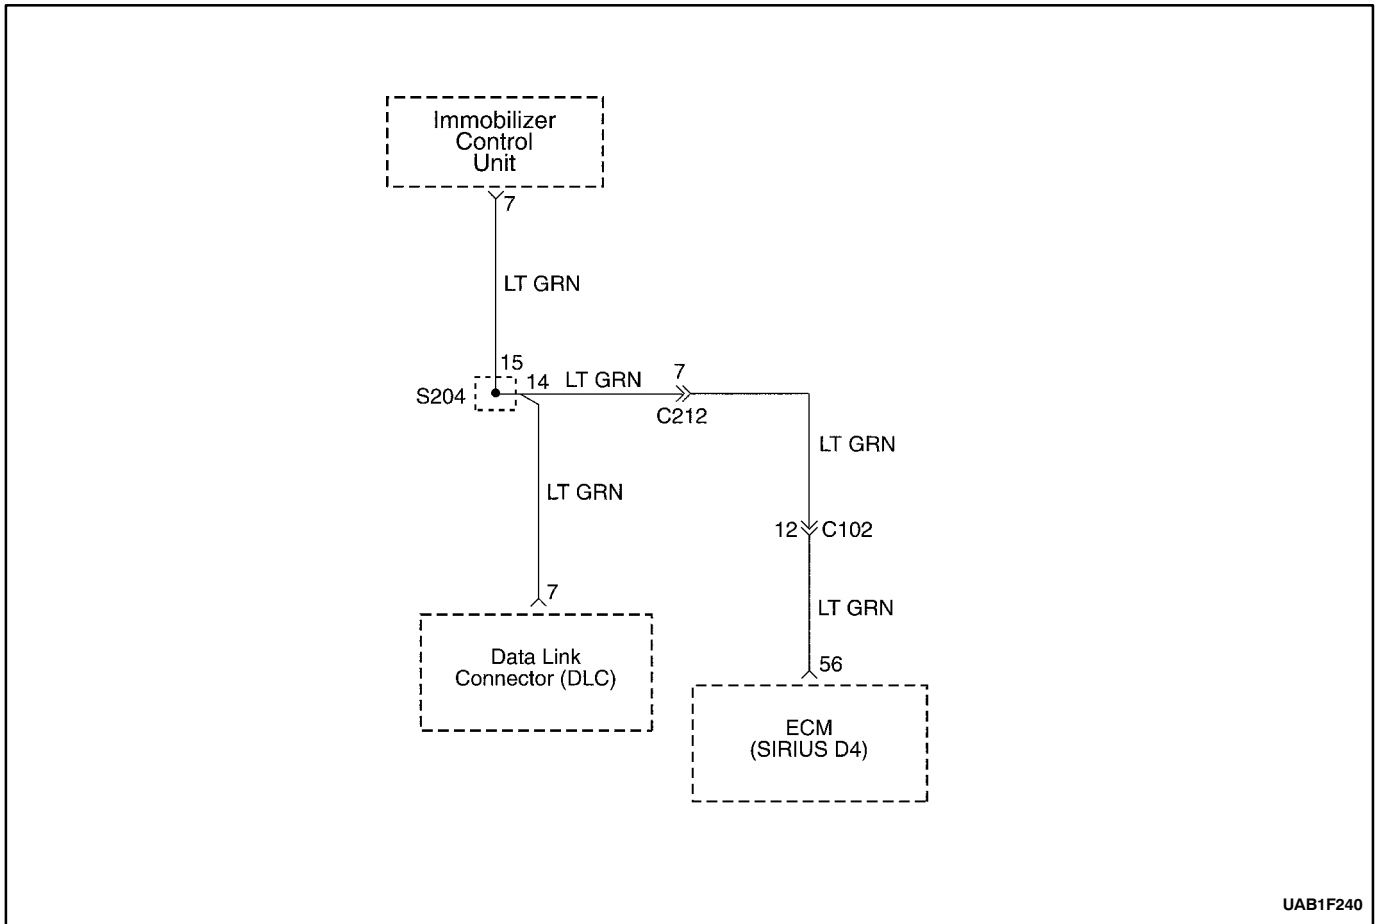 Immobilizer
Control
Unit
7
LT GRN
15
S204
14
LT GRN
7
C212
LT GRN
LT GRN
12
C102
7
LT GRN
Data Link
Connector (DLC)
56
ECM
(SIRIUS D4)
UAB1F240